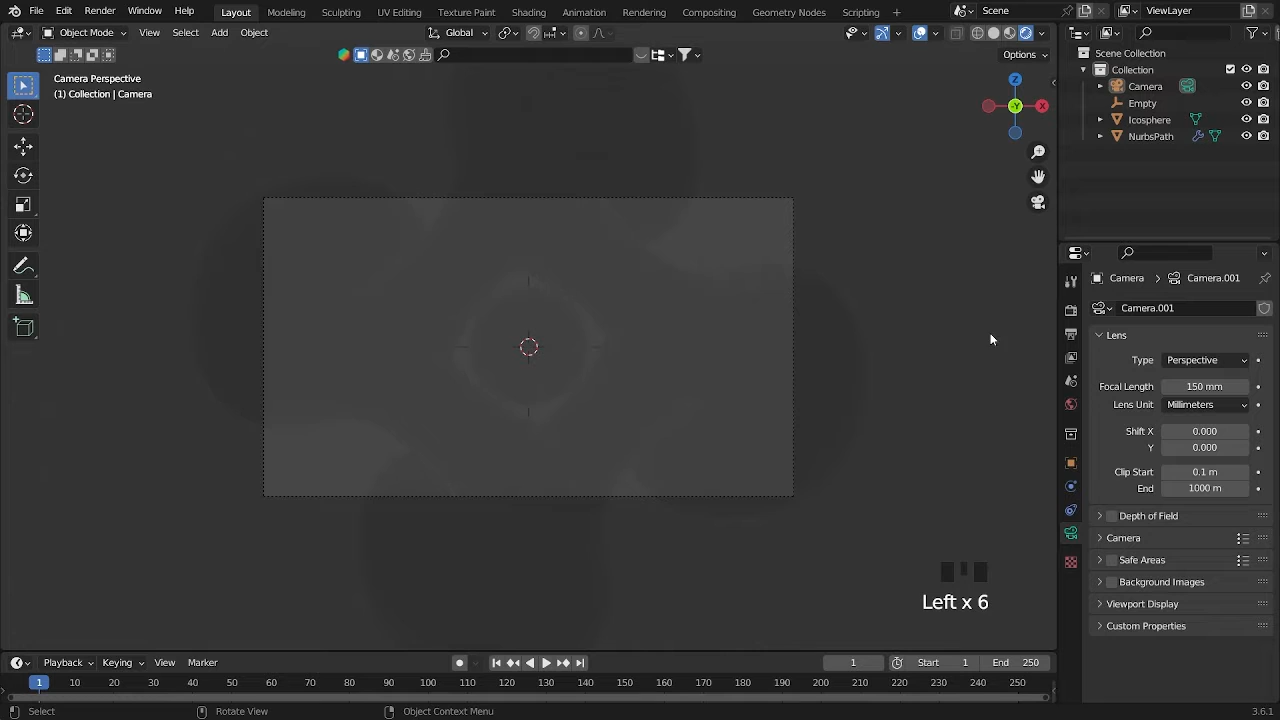 File Edit Render Window Help Layout Modeling Sculpting UV Editing Texture Paint Shading Animation Rendering Compositing Geometry Nodes Scripting + Scene ViewLayer
Object Mode View Select Add Object Global
Options
Camera Perspective
(1) Collection | Camera
Z
-Y
X
Scene Collection
Collection
Camera
Empty
Icosphere
NurbsPath
Camera Camera.001
Camera.001
Lens
Type Perspective
Focal Length 150 mm
Lens Unit Millimeters
Shift X 0.000
Y 0.000
Clip Start 0.1 m
End 1000 m
Depth of Field
Camera
Safe Areas
Background Images
Viewport Display
Custom Properties
Left x 6
Playback Keying View Marker 1 Start 1 End 250
1 10 20 30 40 50 60 70 80 90 100 110 120 130 140 150 160 170 180 190 200 210 220 230 240 250
Select Rotate View Object Context Menu 3.6.1